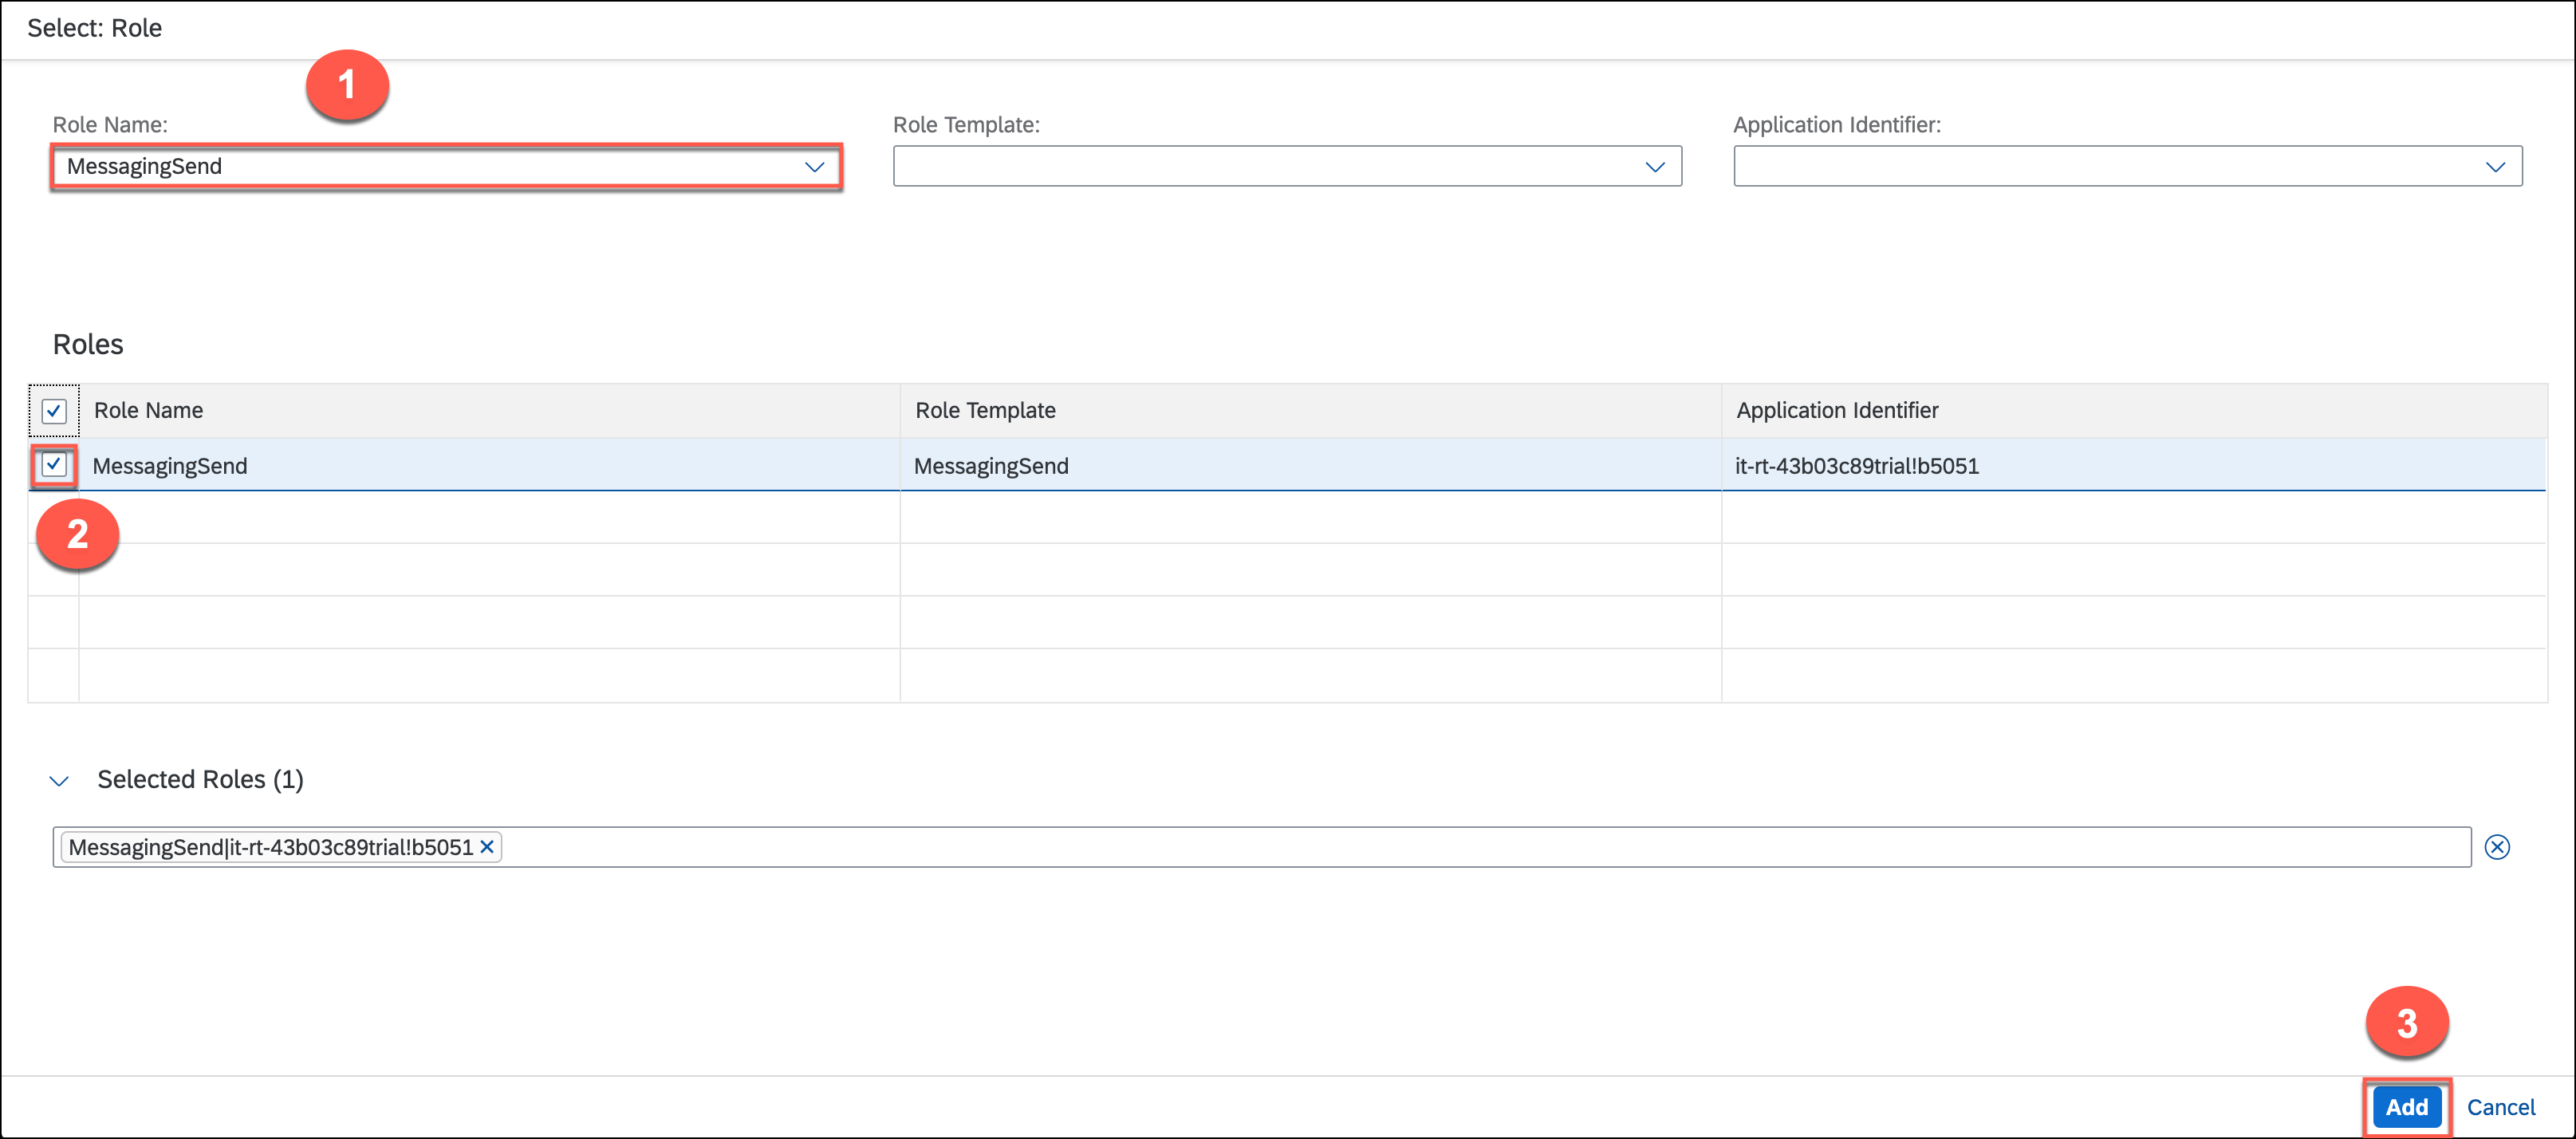 Select: Role
1
Role Name:
Role Template:
Application Identifier:
MessagingSend
Roles
Role Name
Role Template
Application Identifier
MessagingSend
MessagingSend
it-rt-43b03c89trial!b5051
2
Selected Roles (1)
MessagingSend|it-rt-43b03c89trial!b5051
3
Add
Cancel